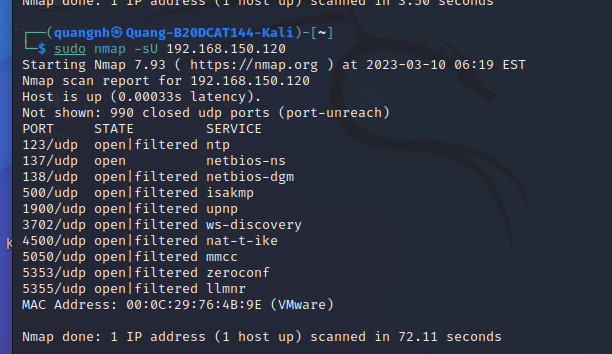 Nmap done: 1 IP address (1 host up) scanned in 3.50 seconds
┌──(quangnh㉿Quang-B20DCAT144-Kali)-[~]
└─$ sudo nmap -sU 192.168.150.120
Starting Nmap 7.93 ( https://nmap.org ) at 2023-03-10 06:19 EST
Nmap scan report for 192.168.150.120
Host is up (0.00033s latency).
Not shown: 990 closed udp ports (port-unreach)
PORT     STATE         SERVICE
123/udp  open|filtered ntp
137/udp  open          netbios-ns
138/udp  open|filtered netbios-dgm
500/udp  open|filtered isakmp
1900/udp open|filtered upnp
3702/udp open|filtered ws-discovery
4500/udp open|filtered nat-t-ike
5050/udp open|filtered mmcc
5353/udp open|filtered zeroconf
5355/udp open|filtered llmnr
MAC Address: 00:0C:29:76:4B:9E (VMware)
Nmap done: 1 IP address (1 host up) scanned in 72.11 seconds